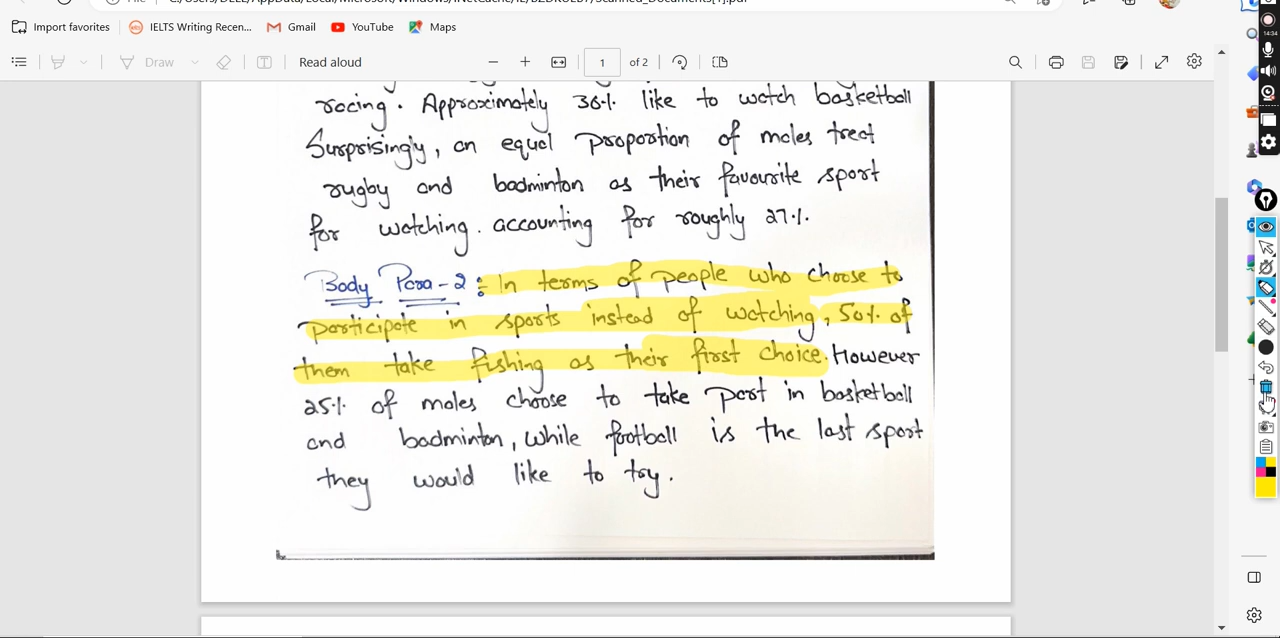 Import favorites IELTS Writing Recen... Gmail YouTube Maps
Draw Read aloud 1 of 2
14:34
racing. Approximately 36% like to watch basketball
Surprisingly, an equal proportion of males treat
rugby and badminton as their favourite sport
for watching. accounting for roughly 27%.
Body Para-2 : In terms of people who choose to
participate in sports instead of watching, 50% of
them take fishing as their first choice. However
25% of males choose to take part in basketball
and badminton, while football is the last sport
they would like to try.